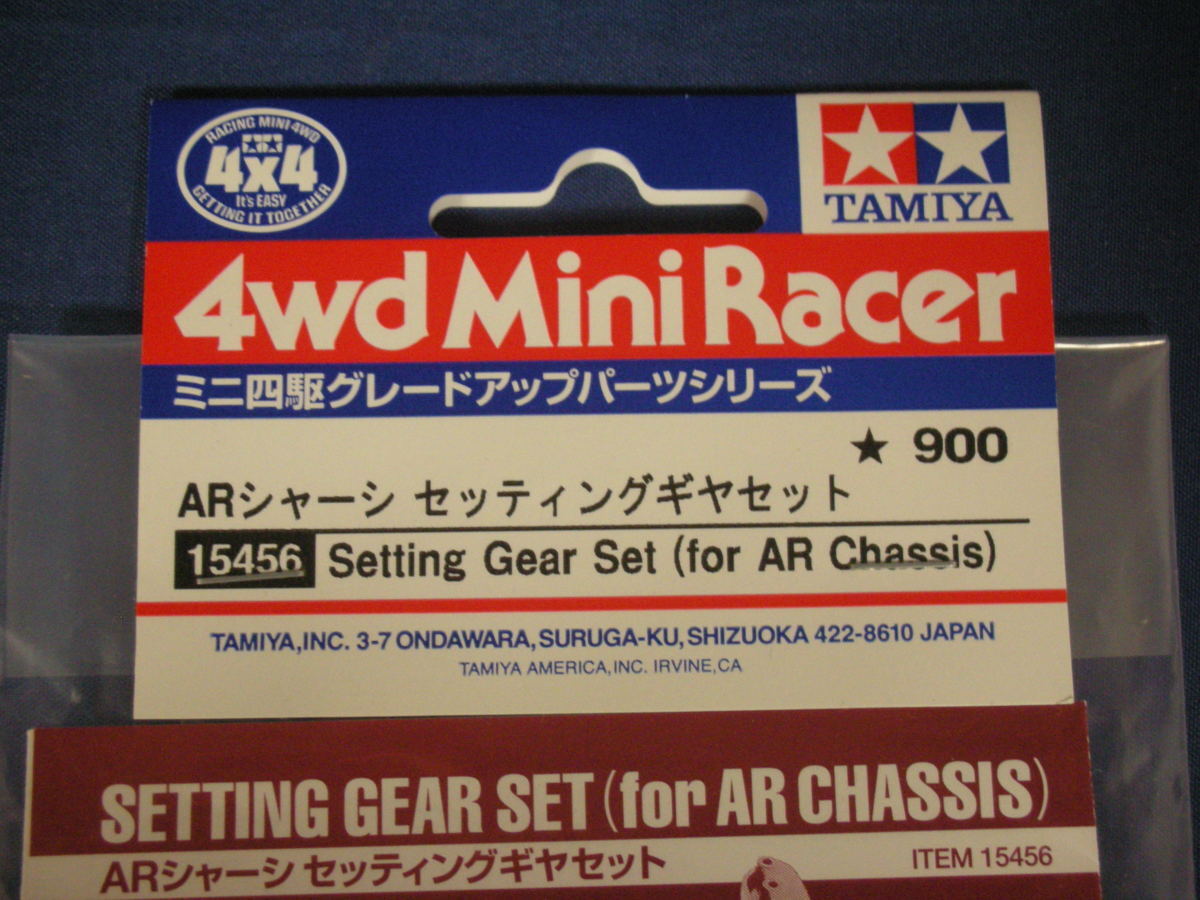 RACING MINI 4WD
4x4
It's EASY
GETTING IT TOGETHER
TAMIYA
4wd Mini Racer
ミニ四駆グレードアップパーツシリーズ
★ 900
ARシャーシ セッティングギヤセット
15456 Setting Gear Set (for AR Chassis)
TAMIYA,INC. 3-7 ONDAWARA, SURUGA-KU, SHIZUOKA 422-8610 JAPAN
TAMIYA AMERICA, INC. IRVINE, CA
SETTING GEAR SET (for AR CHASSIS)
ARシャーシ セッティングギヤセット
ITEM 15456